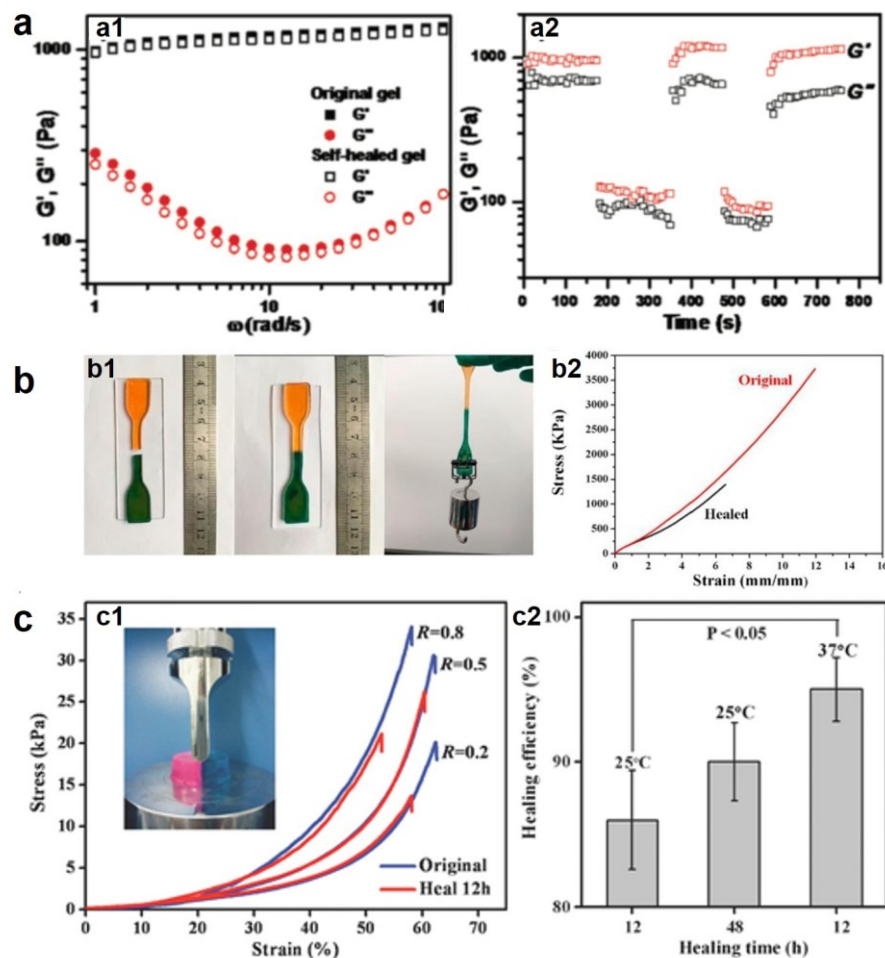 a
a1
1000
100
G', G'' (Pa)
Original gel
G'
G''
Self-healed gel
G'
G''
1
10
100
ω(rad/s)
a2
1000
100
G', G'' (Pa)
G'
G''
0 100 200 300 400 500 600 700 800
Time (s)
b
b1
b2
4000
3500
3000
2500
2000
1500
1000
500
0
Stress (KPa)
Original
Healed
0 2 4 6 8 10 12 14 16
Strain (mm/mm)
c
c1
35
30
25
20
15
10
5
0
Stress (kPa)
R=0.8
R=0.5
R=0.2
Original
Heal 12h
0 10 20 30 40 50 60 70
Strain (%)
c2
100
90
80
Healing efficiency (%)
P < 0.05
25°C
25°C
37°C
12 48 12
Healing time (h)